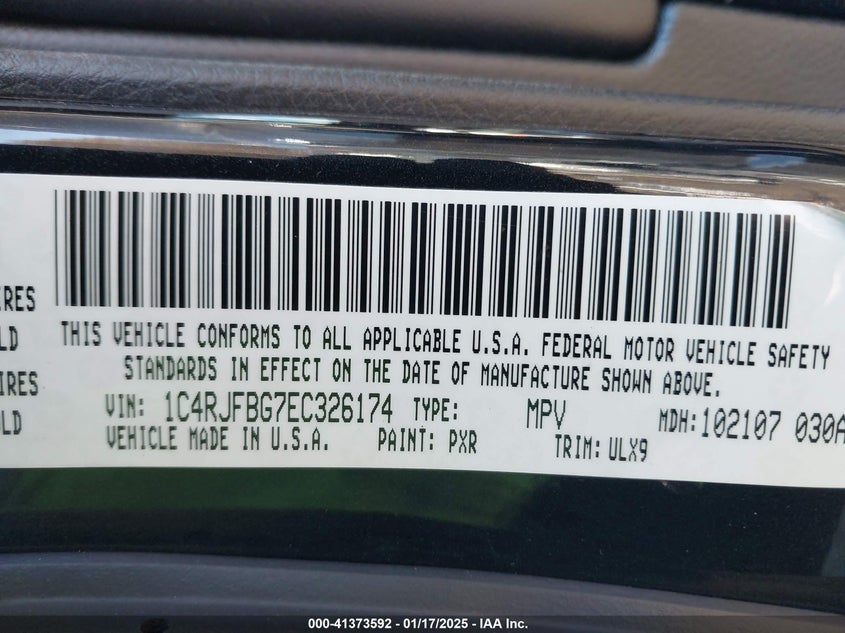 IRES
LD
IRES
OLD
THIS VEHICLE CONFORMS TO ALL APPLICABLE U.S.A. FEDERAL MOTOR VEHICLE SAFETY
STANDARDS IN EFFECT ON THE DATE OF MANUFACTURE SHOWN ABOVE.
VIN: 1C4RJFBG7EC326174 TYPE: MPV MDH: 102107 030A
VEHICLE MADE IN U.S.A. PAINT: PXR TRIM: ULX9
000-41373592 - 01/17/2025 - IAA Inc.